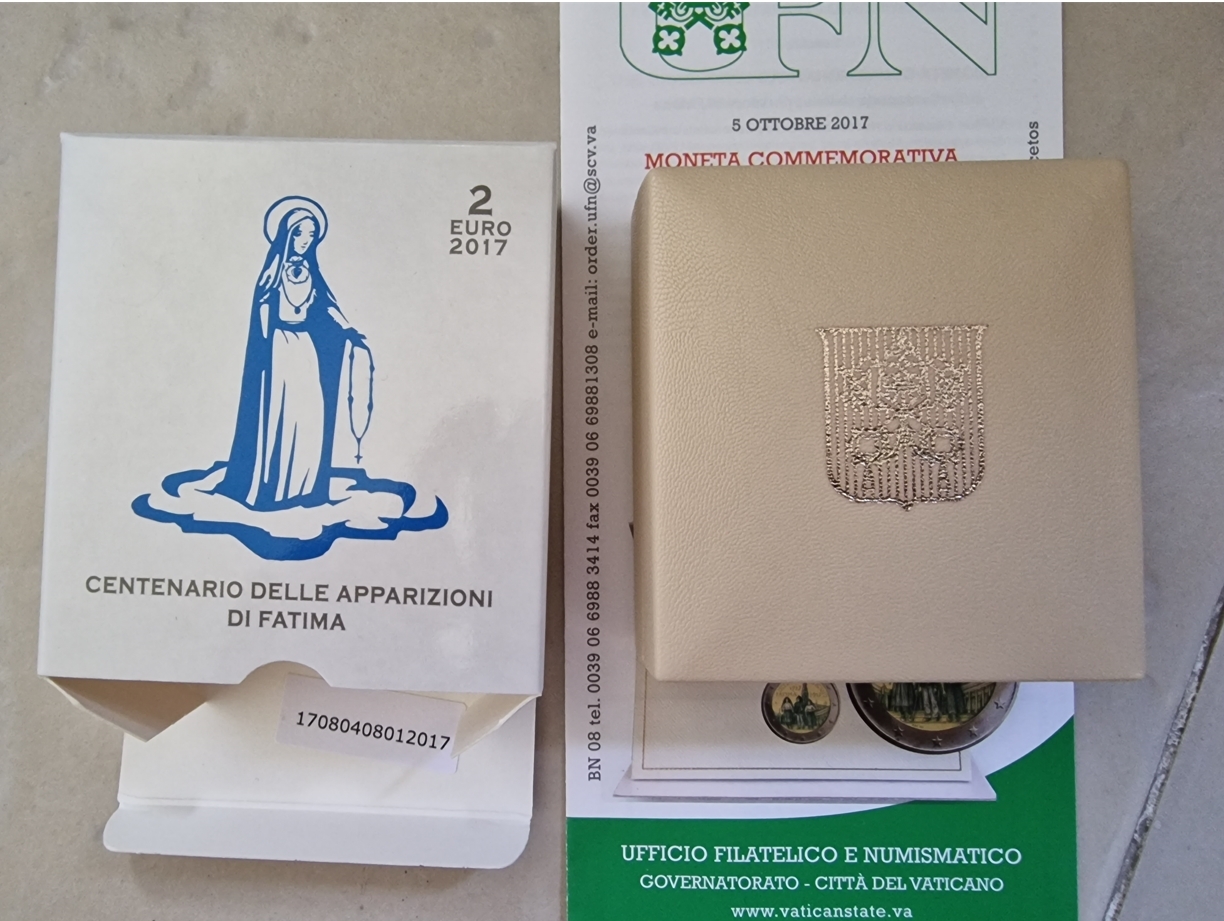 2
EURO
2017
CENTENARIO DELLE APPARIZIONI
DI FATIMA
17080408012017
UFN
5 OTTOBRE 2017
MONETA COMMEMORATIVA
BN 08 tel. 0039 06 6988 3414 fax 0039 06 69881308 e-mail: order.ufn@scv.va
cetos
UFFICIO FILATELICO E NUMISMATICO
GOVERNATORATO - CITTÀ DEL VATICANO
www.vaticanstate.va